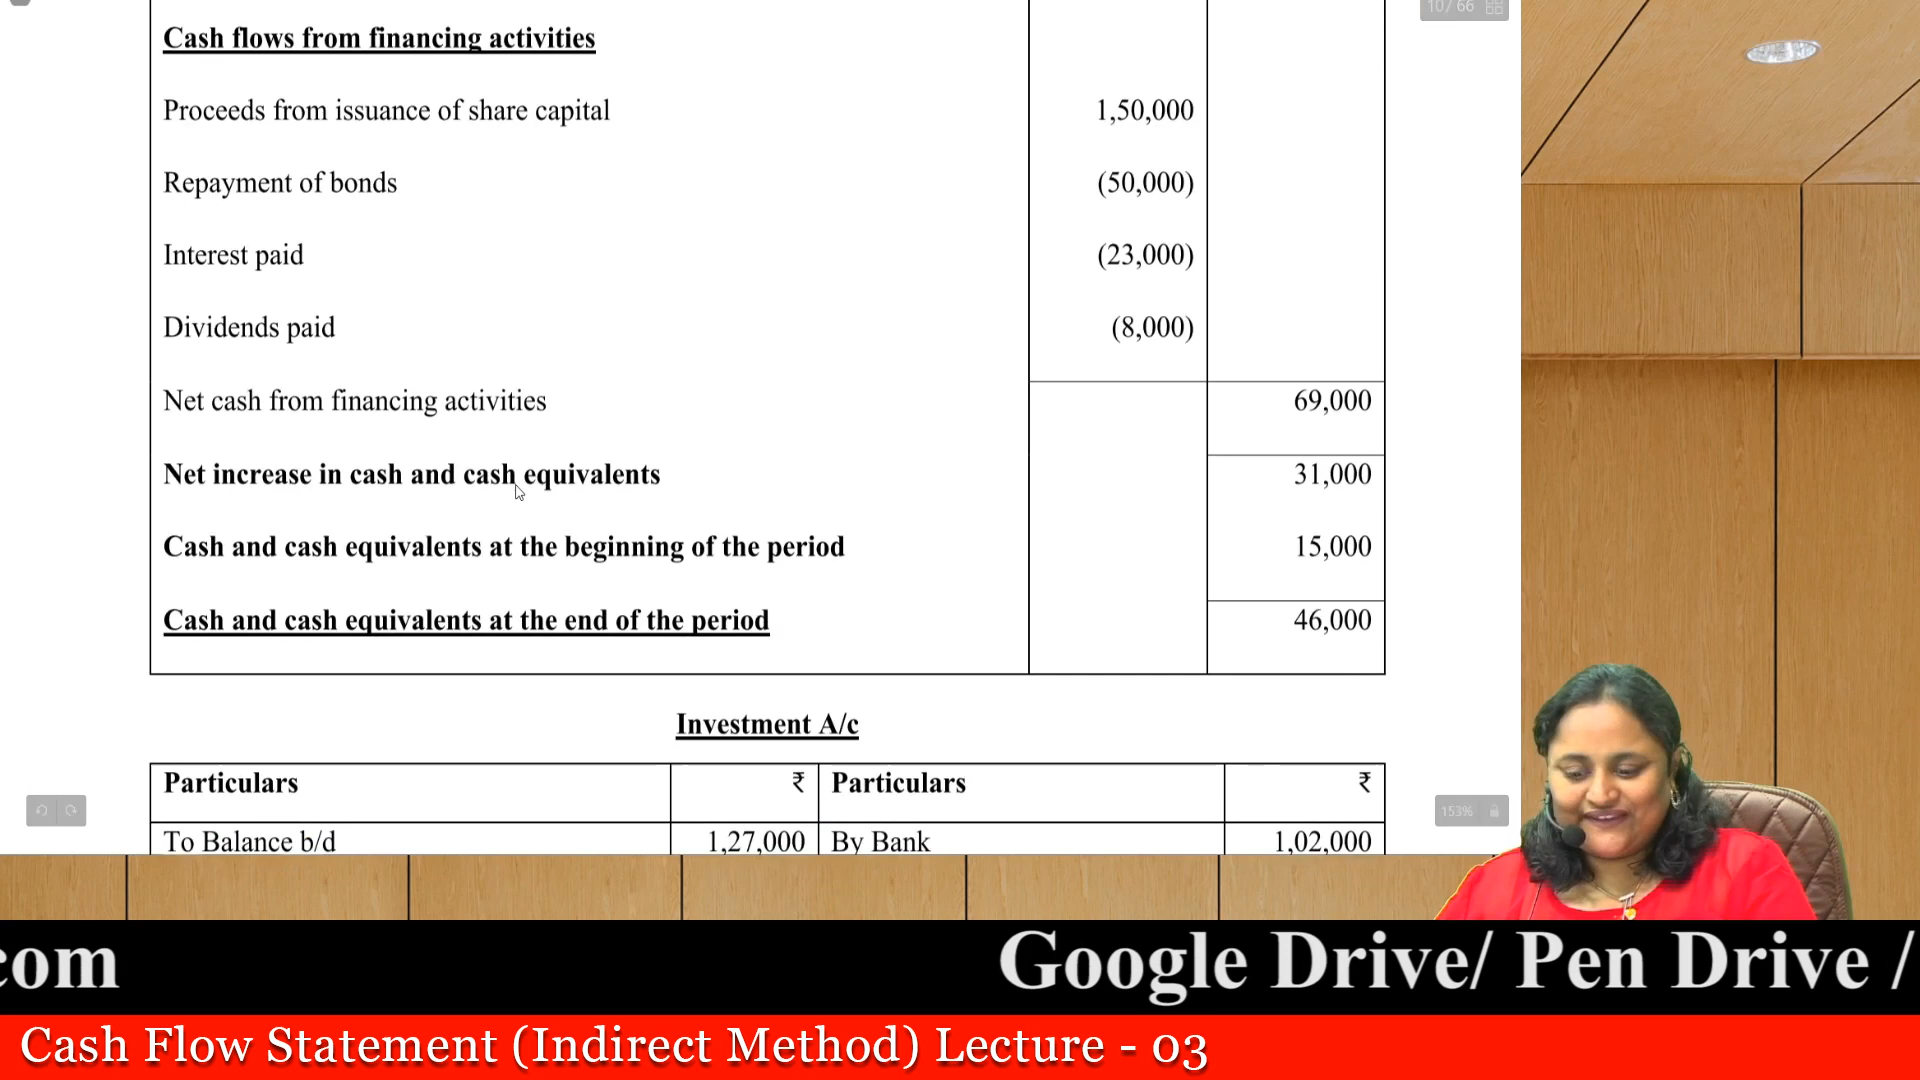 10/ 66
Cash flows from financing activities
Proceeds from issuance of share capital 1,50,000
Repayment of bonds (50,000)
Interest paid (23,000)
Dividends paid (8,000)
Net cash from financing activities 69,000
Net increase in cash and cash equivalents 31,000
Cash and cash equivalents at the beginning of the period 15,000
Cash and cash equivalents at the end of the period 46,000
Investment A/c
Particulars ₹ Particulars ₹
153%
To Balance b/d 1,27,000 By Bank 1,02,000
com Google Drive/ Pen Drive /
Cash Flow Statement (Indirect Method) Lecture - 03